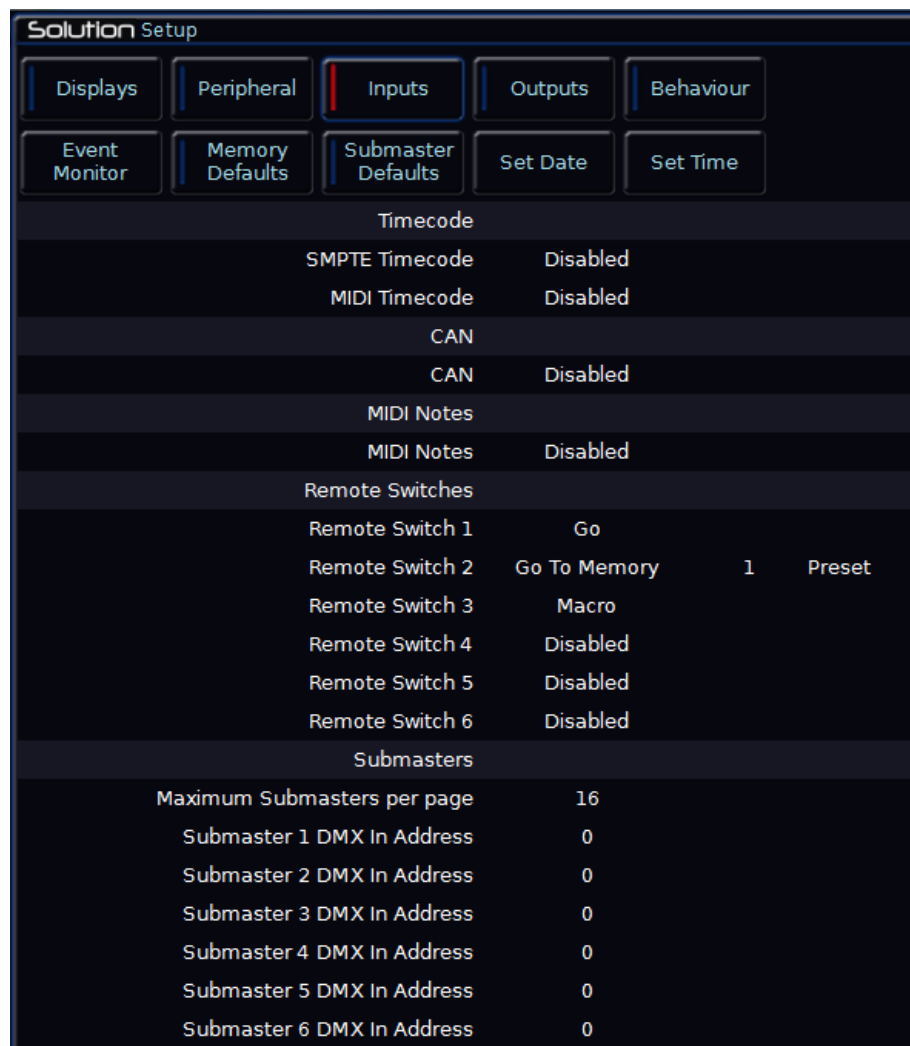 Solution Setup
Displays Peripheral Inputs Outputs Behaviour
Event Monitor Memory Defaults Submaster Defaults Set Date Set Time
Timecode
SMPTE Timecode Disabled
MIDI Timecode Disabled
CAN
CAN Disabled
MIDI Notes
MIDI Notes Disabled
Remote Switches
Remote Switch 1 Go
Remote Switch 2 Go To Memory 1 Preset
Remote Switch 3 Macro
Remote Switch 4 Disabled
Remote Switch 5 Disabled
Remote Switch 6 Disabled
Submasters
Maximum Submasters per page 16
Submaster 1 DMX In Address 0
Submaster 2 DMX In Address 0
Submaster 3 DMX In Address 0
Submaster 4 DMX In Address 0
Submaster 5 DMX In Address 0
Submaster 6 DMX In Address 0